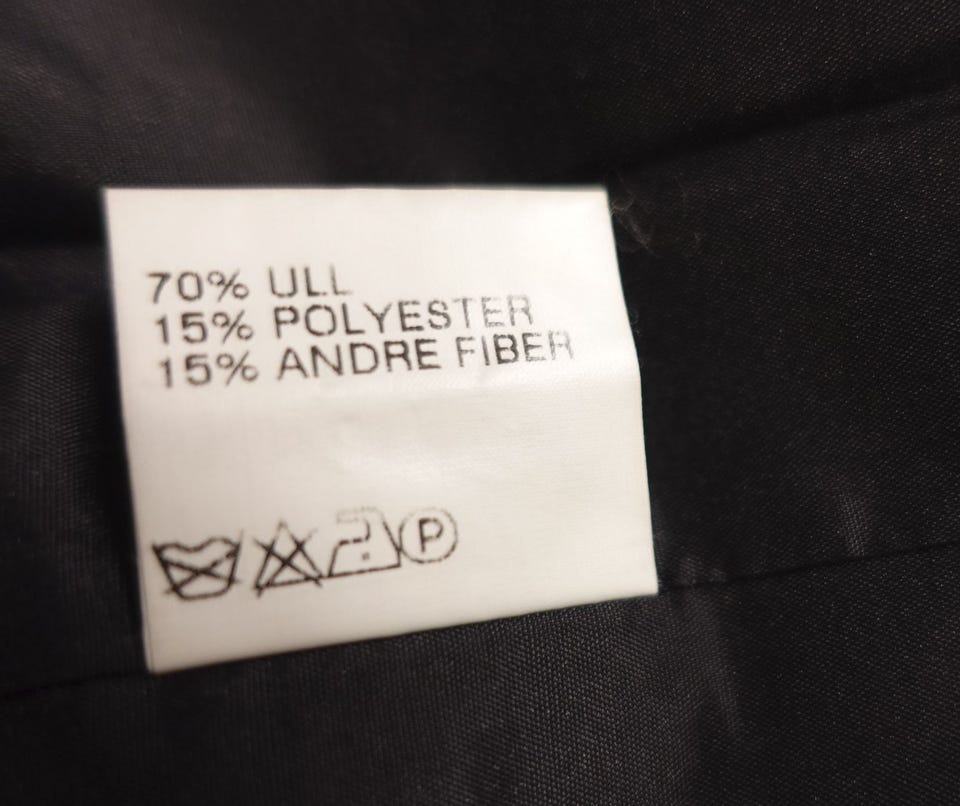 70% ULL
15% POLYESTER
15% ANDRE FIBER
P